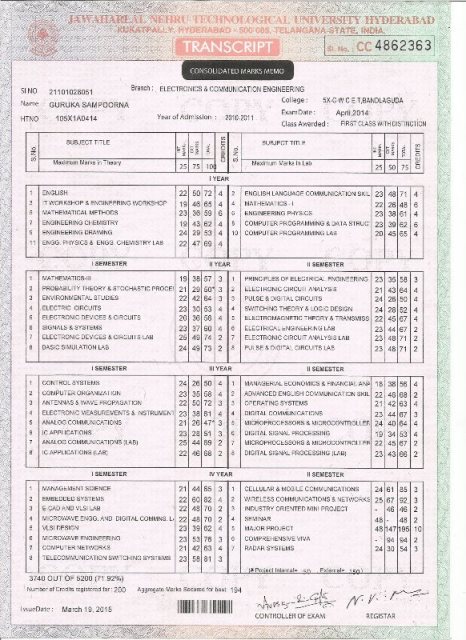 JAWAHARLAL NEHRU TECHNOLOGICAL UNIVERSITY HYDERABAD
KUKATPALLY, HYDERABAD - 500 085, TELANGANA STATE, INDIA.
TRANSCRIPT
Sl. No. CC 4862363
CONSOLIDATED MARKS MEMO
SI NO 21101028051 Branch : ELECTRONICS & COMMUNICATION ENGINEERING
Name : GURUKA SAMPOORNA College :
HTNO 105X1A0414 Year of Admission : 2010-2011 Exam Date : April,2014
Class Awarded : FIRST CLASS WITH DISTINCTION
S.No. SUBJECT TITLE CREDITS S.No. SUBJECT TITLE CREDITS
Maximum Marks in Theory 25 75 100 Maximum Marks in Lab 25 50 75
I YEAR
1 ENGLISH 22 50 72 4 2 ENGLISH LANGUAGE COMMUNICATION SKIL 23 48 71 4
3 IT WORKSHOP & ENGINEERING WORKSHOP 19 46 65 4 4 MATHEMATICS - I 22 26 48 6
5 MATHEMATICAL METHODS 23 36 59 6 6 ENGINEERING PHYSICS 23 38 61 4
7 ENGINEERING CHEMISTRY 19 43 62 4 8 COMPUTER PROGRAMMING & DATA STRUC 23 39 62 6
9 ENGINEERING DRAWING 24 29 53 4 10 COMPUTER PROGRAMMING LAB 20 45 65 4
11 ENGG. PHYSICS & ENGG. CHEMISTRY LAB 22 47 69 4
I SEMESTER II YEAR II SEMESTER
1 MATHEMATICS-III 19 38 57 3 1 PRINCIPLES OF ELECTRICAL ENGINEERING 23 35 58 3
2 PROBABILITY THEORY & STOCHASTIC PROCES 21 29 50* 3 2 ELECTRONIC CIRCUIT ANALYSIS 21 43 64 4
3 ENVIRONMENTAL STUDIES 22 42 64 3 3 PULSE & DIGITAL CIRCUITS 24 26 50 4
4 ELECTRIC CIRCUITS 23 30 53 4 4 SWITCHING THEORY & LOGIC DESIGN 24 28 52 4
5 ELECTRONIC DEVICES & CIRCUITS 20 36 56 4 5 ELECTROMAGNETIC THEORY & TRANSMISS 22 45 67 4
6 SIGNALS & SYSTEMS 23 37 60 4 6 ELECTRICAL ENGINEERING LAB 23 44 67 2
7 ELECTRONIC DEVICES & CIRCUITS LAB 25 49 74 2 7 ELECTRONIC CIRCUIT ANALYSIS LAB 23 48 71 2
8 BASIC SIMULATION LAB 24 49 73 2 8 PULSE & DIGITAL CIRCUITS LAB 23 48 71 2
I SEMESTER III YEAR II SEMESTER
1 CONTROL SYSTEMS 24 26 50 4 1 MANAGERIAL ECONOMICS & FINANCIAL ANA 18 38 56 4
2 COMPUTER ORGANIZATION 23 35 58 4 2 ADVANCED ENGLISH COMMUNICATION SKIL 22 46 68 2
3 ANTENNAS & WAVE PROPAGATION 22 50 72 3 3 OPERATING SYSTEMS 21 42 63 4
4 ELECTRONIC MEASUREMENTS & INSTRUMENT 23 38 61 4 4 DIGITAL COMMUNICATIONS 23 44 67 3
5 ANALOG COMMUNICATIONS 21 26 47 3 5 MICROPROCESSORS & MICROCONTROLLER 24 40 64 4
6 IC APPLICATIONS 23 28 51 3 6 DIGITAL SIGNAL PROCESSING 19 34 53 4
7 ANALOG COMMUNICATIONS (LAB) 25 44 69 2 7 MICROPROCESSORS & MICROCONTROLLER 22 45 67 2
8 IC APPLICATIONS (LAB) 22 46 68 2 8 DIGITAL SIGNAL PROCESSING (LAB) 23 43 66 2
I SEMESTER IV YEAR II SEMESTER
1 MANAGEMENT SCIENCE 21 44 65 3 1 CELLULAR & MOBILE COMMUNICATIONS 24 61 85 3
2 EMBEDDED SYSTEMS 22 60 82 4 2 WIRELESS COMMUNICATIONS & NETWORKS 25 67 92 3
3 E-CAD AND VLSI LAB 22 48 70 2 3 INDUSTRY ORIENTED MINI PROJECT - 46 46 2
4 MICROWAVE ENGG. AND DIGITAL COMMNS. L 22 48 70 2 4 SEMINAR 48 - 48 2
5 VLSI DESIGN 23 39 62 4 5 MAJOR PROJECT 48 147 195 10
6 MICROWAVE ENGINEERING 23 53 76 3 6 COMPREHENSIVE VIVA - 94 94 2
7 COMPUTER NETWORKS 21 42 63 4 7 RADAR SYSTEMS 24 30 54 3
8 TELECOMMUNICATION SWITCHING SYSTEMS 23 58 81 3
3740 OUT OF 5200 (71.92%)
Number of Credits registered for : 200 Aggregate Marks Secured for best 194
Issue Date : March 19, 2015
CONTROLLER OF EXAM REGISTAR